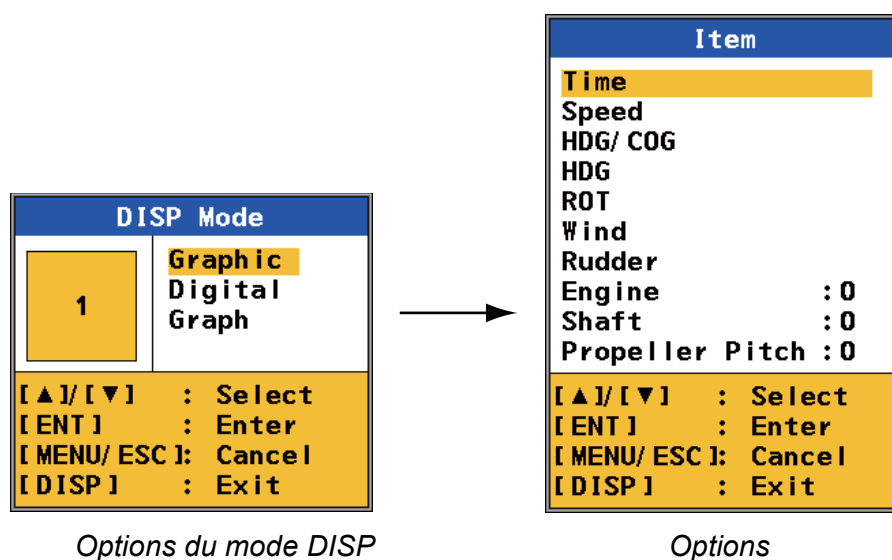 DISP Mode
1
Graphic
Digital
Graph
[▲]/[▼] : Select
[ENT] : Enter
[MENU/ESC]: Cancel
[DISP] : Exit
Options du mode DISP
Item
Time
Speed
HDG/COG
HDG
ROT
Wind
Rudder
Engine :0
Shaft :0
Propeller Pitch :0
[▲]/[▼] : Select
[ENT] : Enter
[MENU/ESC]: Cancel
[DISP] : Exit
Options